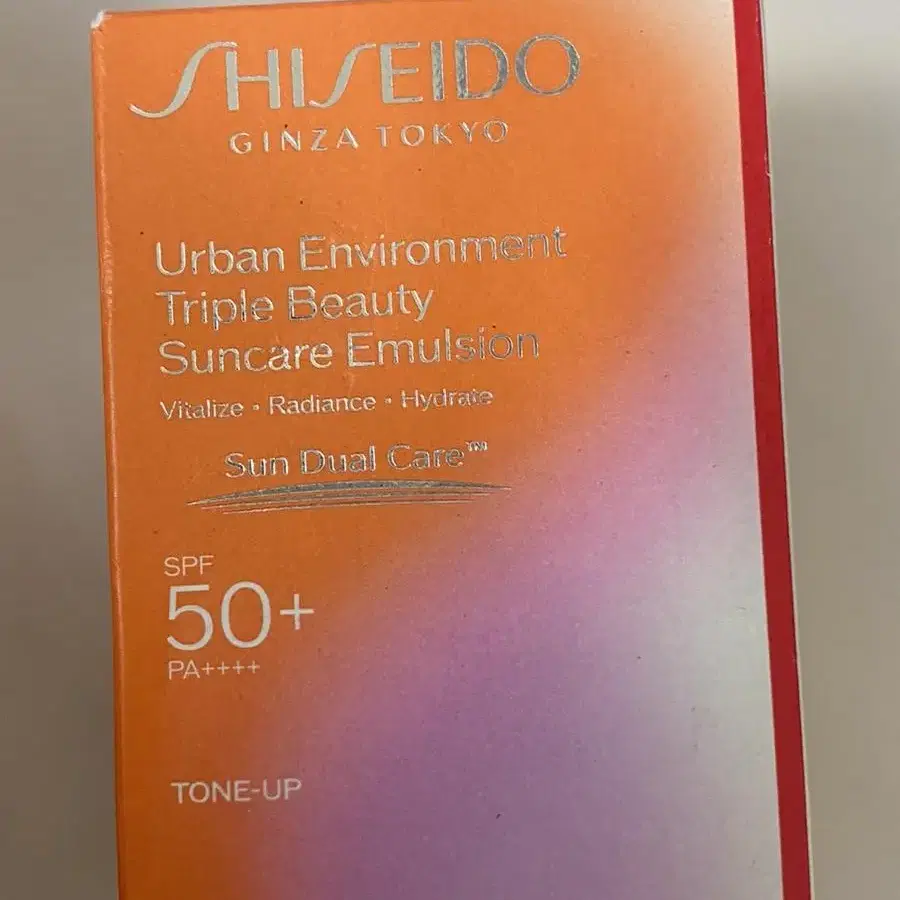 SHISEIDO
GINZA TOKYO
Urban Environment
Triple Beauty
Suncare Emulsion
Vitalize • Radiance • Hydrate
Sun Dual Care™
SPF
50+
PA++++
TONE-UP